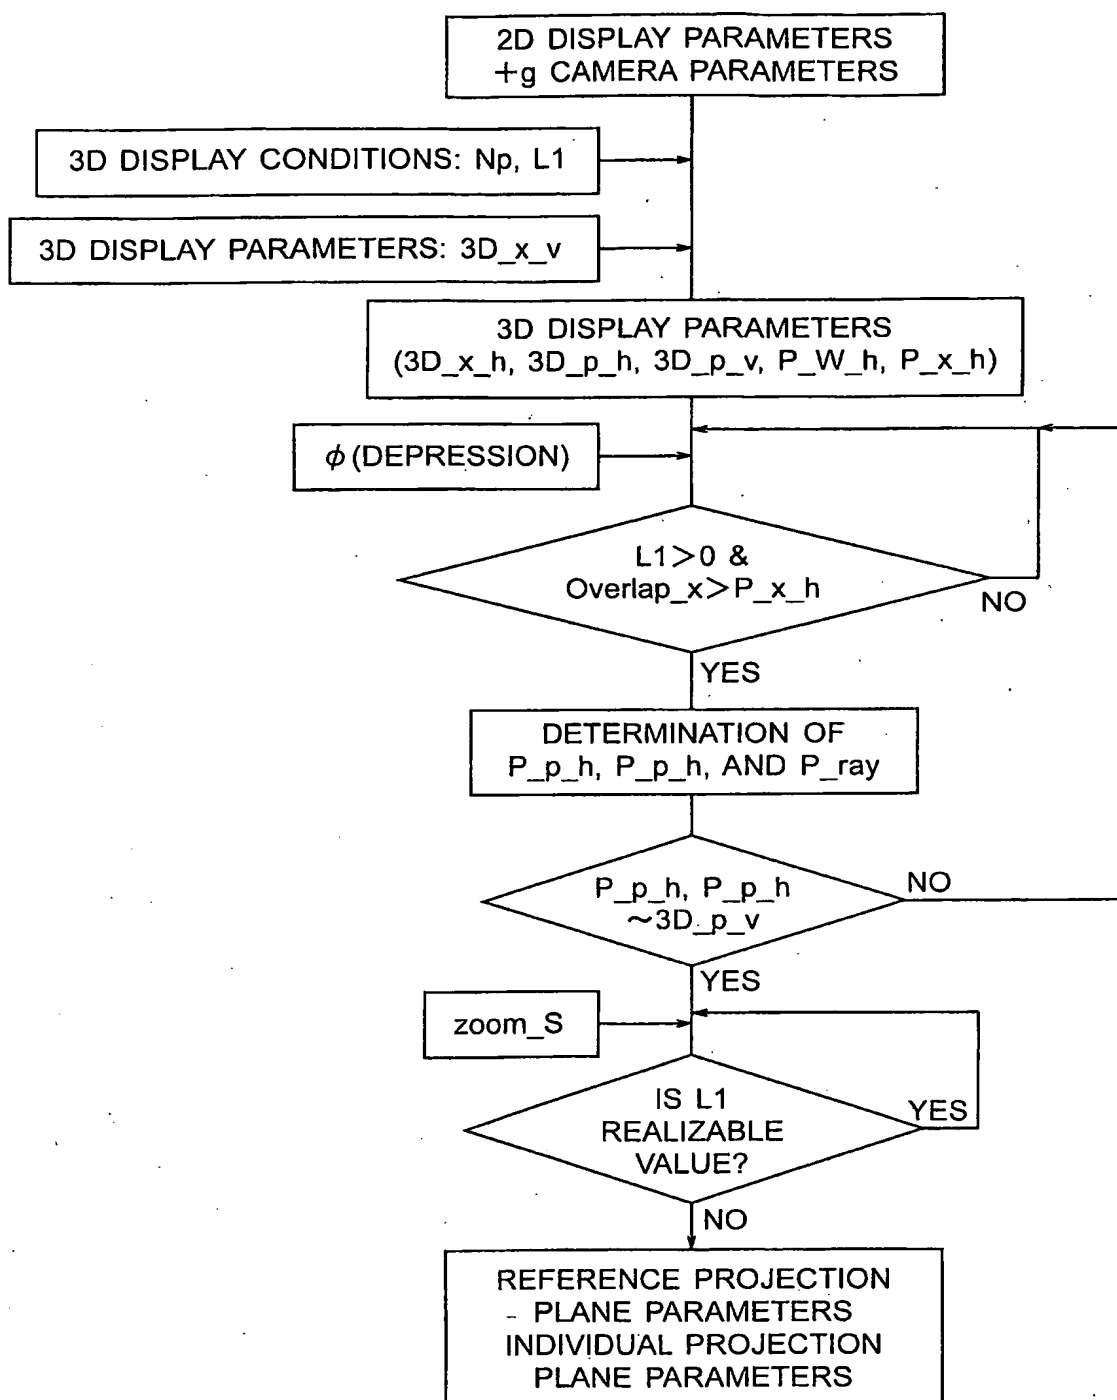 2D DISPLAY PARAMETERS
+g CAMERA PARAMETERS
3D DISPLAY CONDITIONS: Np, L1
3D DISPLAY PARAMETERS: 3D_x_v
3D DISPLAY PARAMETERS
(3D_x_h, 3D_p_h, 3D_p_v, P_W_h, P_x_h)
φ(DEPRESSION)
L1>0 &
Overlap_x>P_x_h
NO
YES
DETERMINATION OF
P_p_h, P_p_h, AND P_ray
P_p_h, P_p_h
~3D_p_v
NO
YES
zoom_S
IS L1
REALIZABLE
VALUE?
YES
NO
REFERENCE PROJECTION
PLANE PARAMETERS
INDIVIDUAL PROJECTION
PLANE PARAMETERS